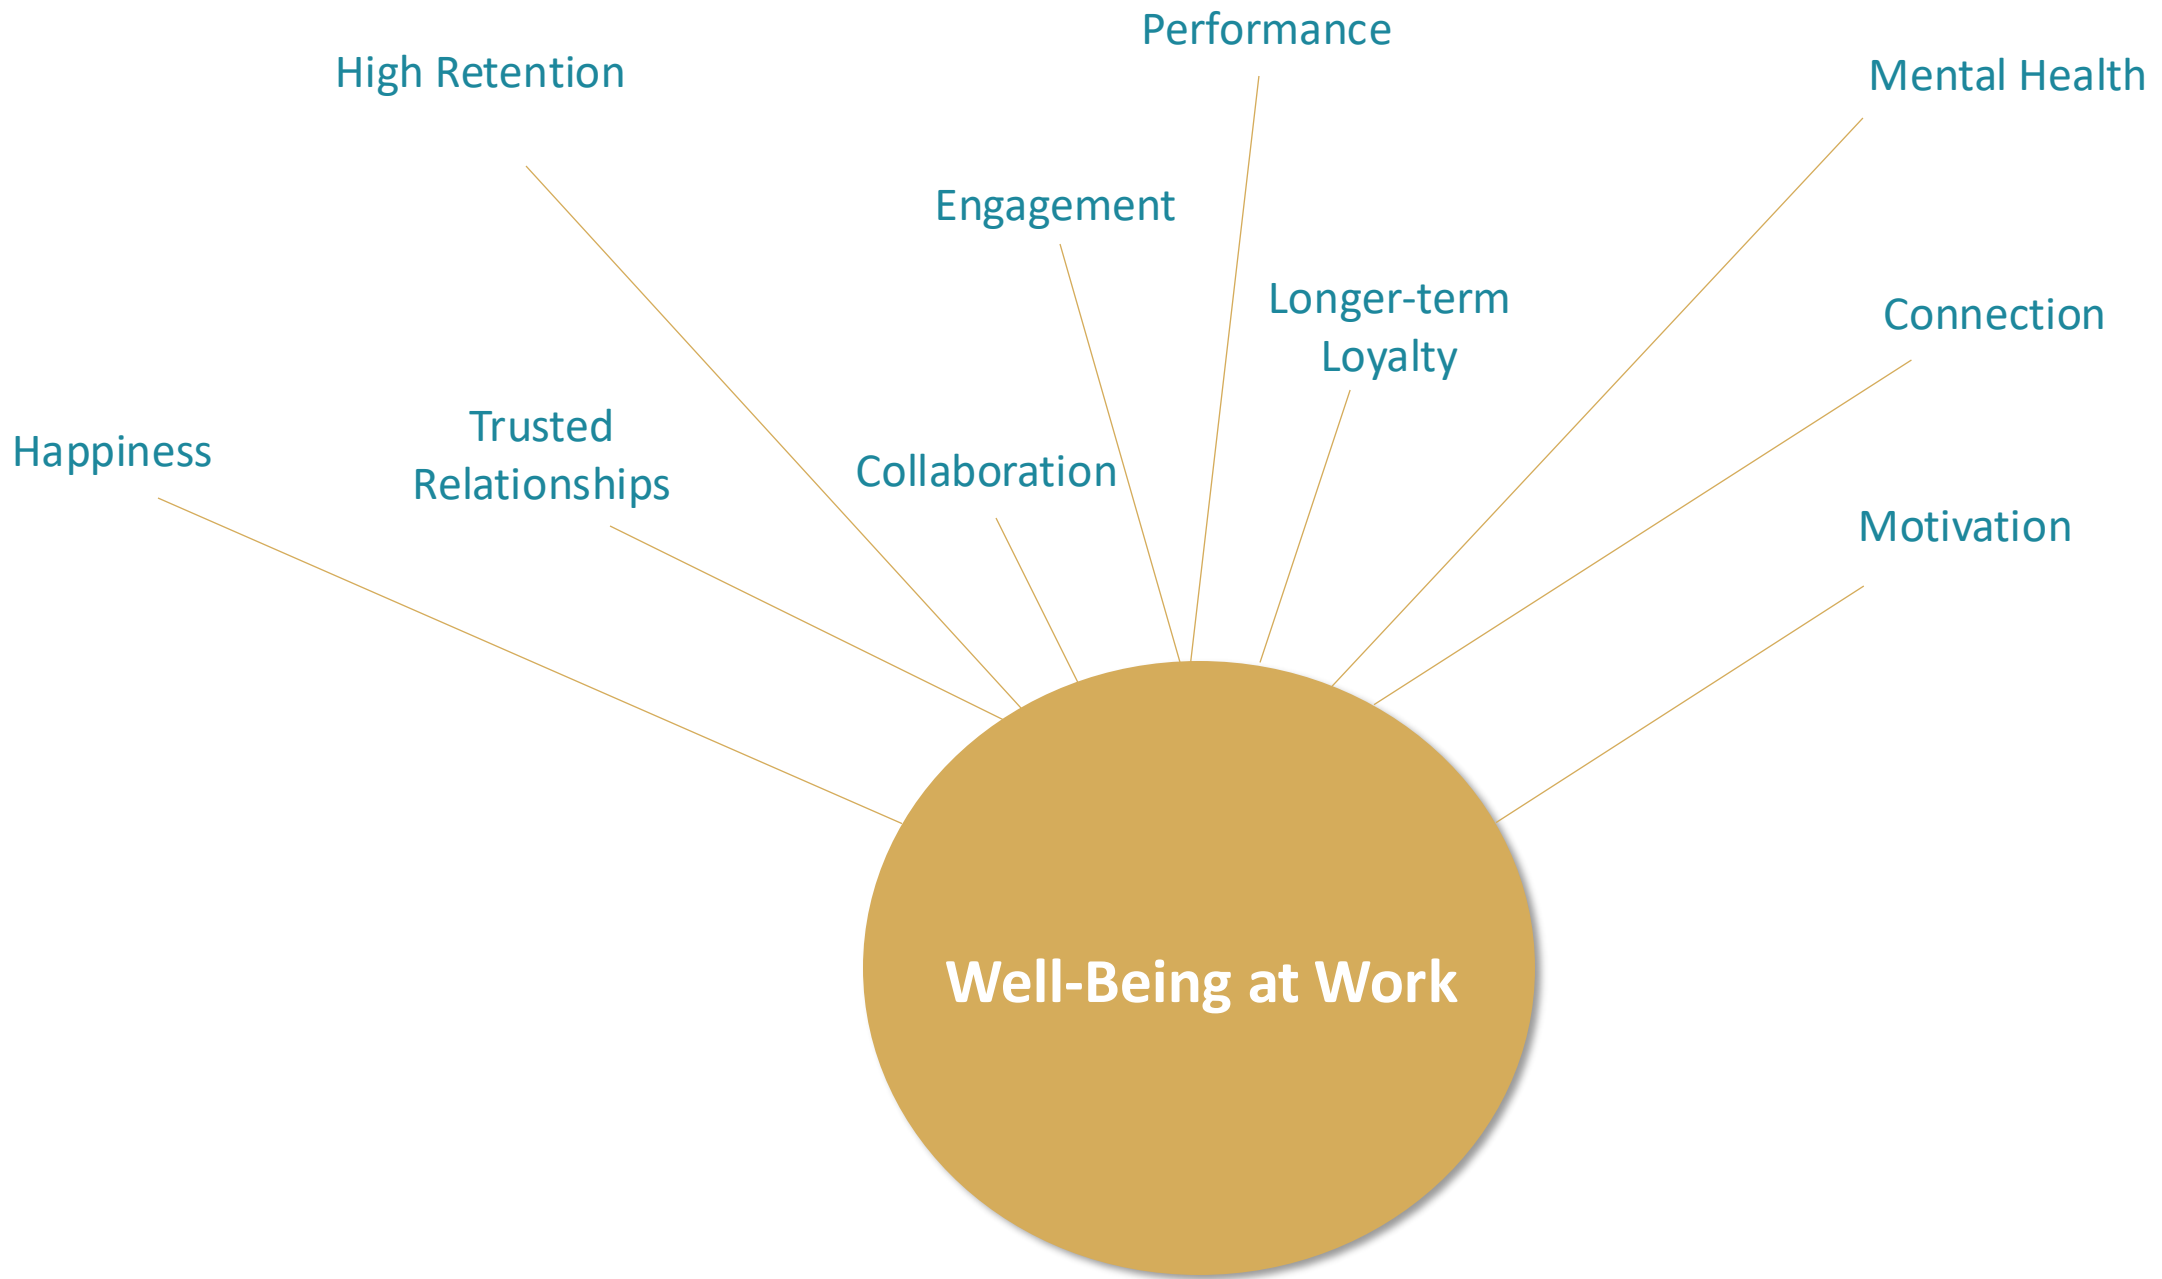 Performance
High Retention
Mental Health
Engagement
Longer-term
Loyalty
Connection
Trusted
Relationships
Happiness
Collaboration
Motivation
Well-Being at Work